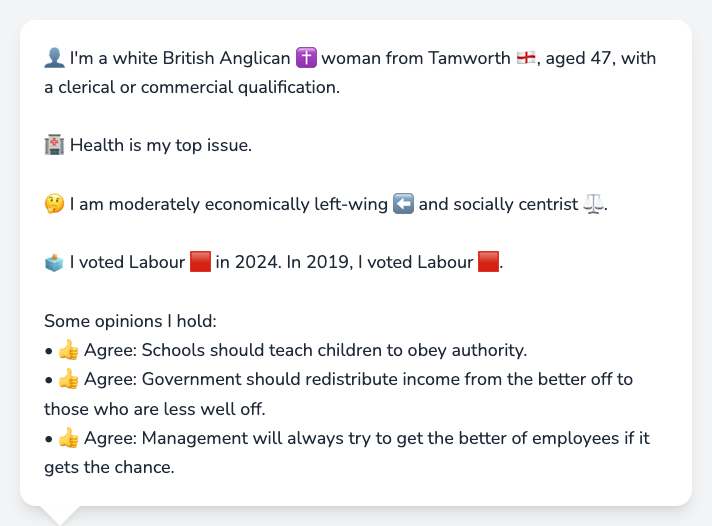 👤 I'm a white British Anglican ✝️ woman from Tamworth 🏴󠁧󠁢󠁥󠁮󠁧󠁿, aged 47, with
a clerical or commercial qualification.
🏥 Health is my top issue.
🤔 I am moderately economically left-wing ⬅️ and socially centrist ⚖️.
🗳️ I voted Labour 🟥 in 2024. In 2019, I voted Labour 🟥.
Some opinions I hold:
• 👍 Agree: Schools should teach children to obey authority.
• 👍 Agree: Government should redistribute income from the better off to
those who are less well off.
• 👍 Agree: Management will always try to get the better of employees if it
gets the chance.